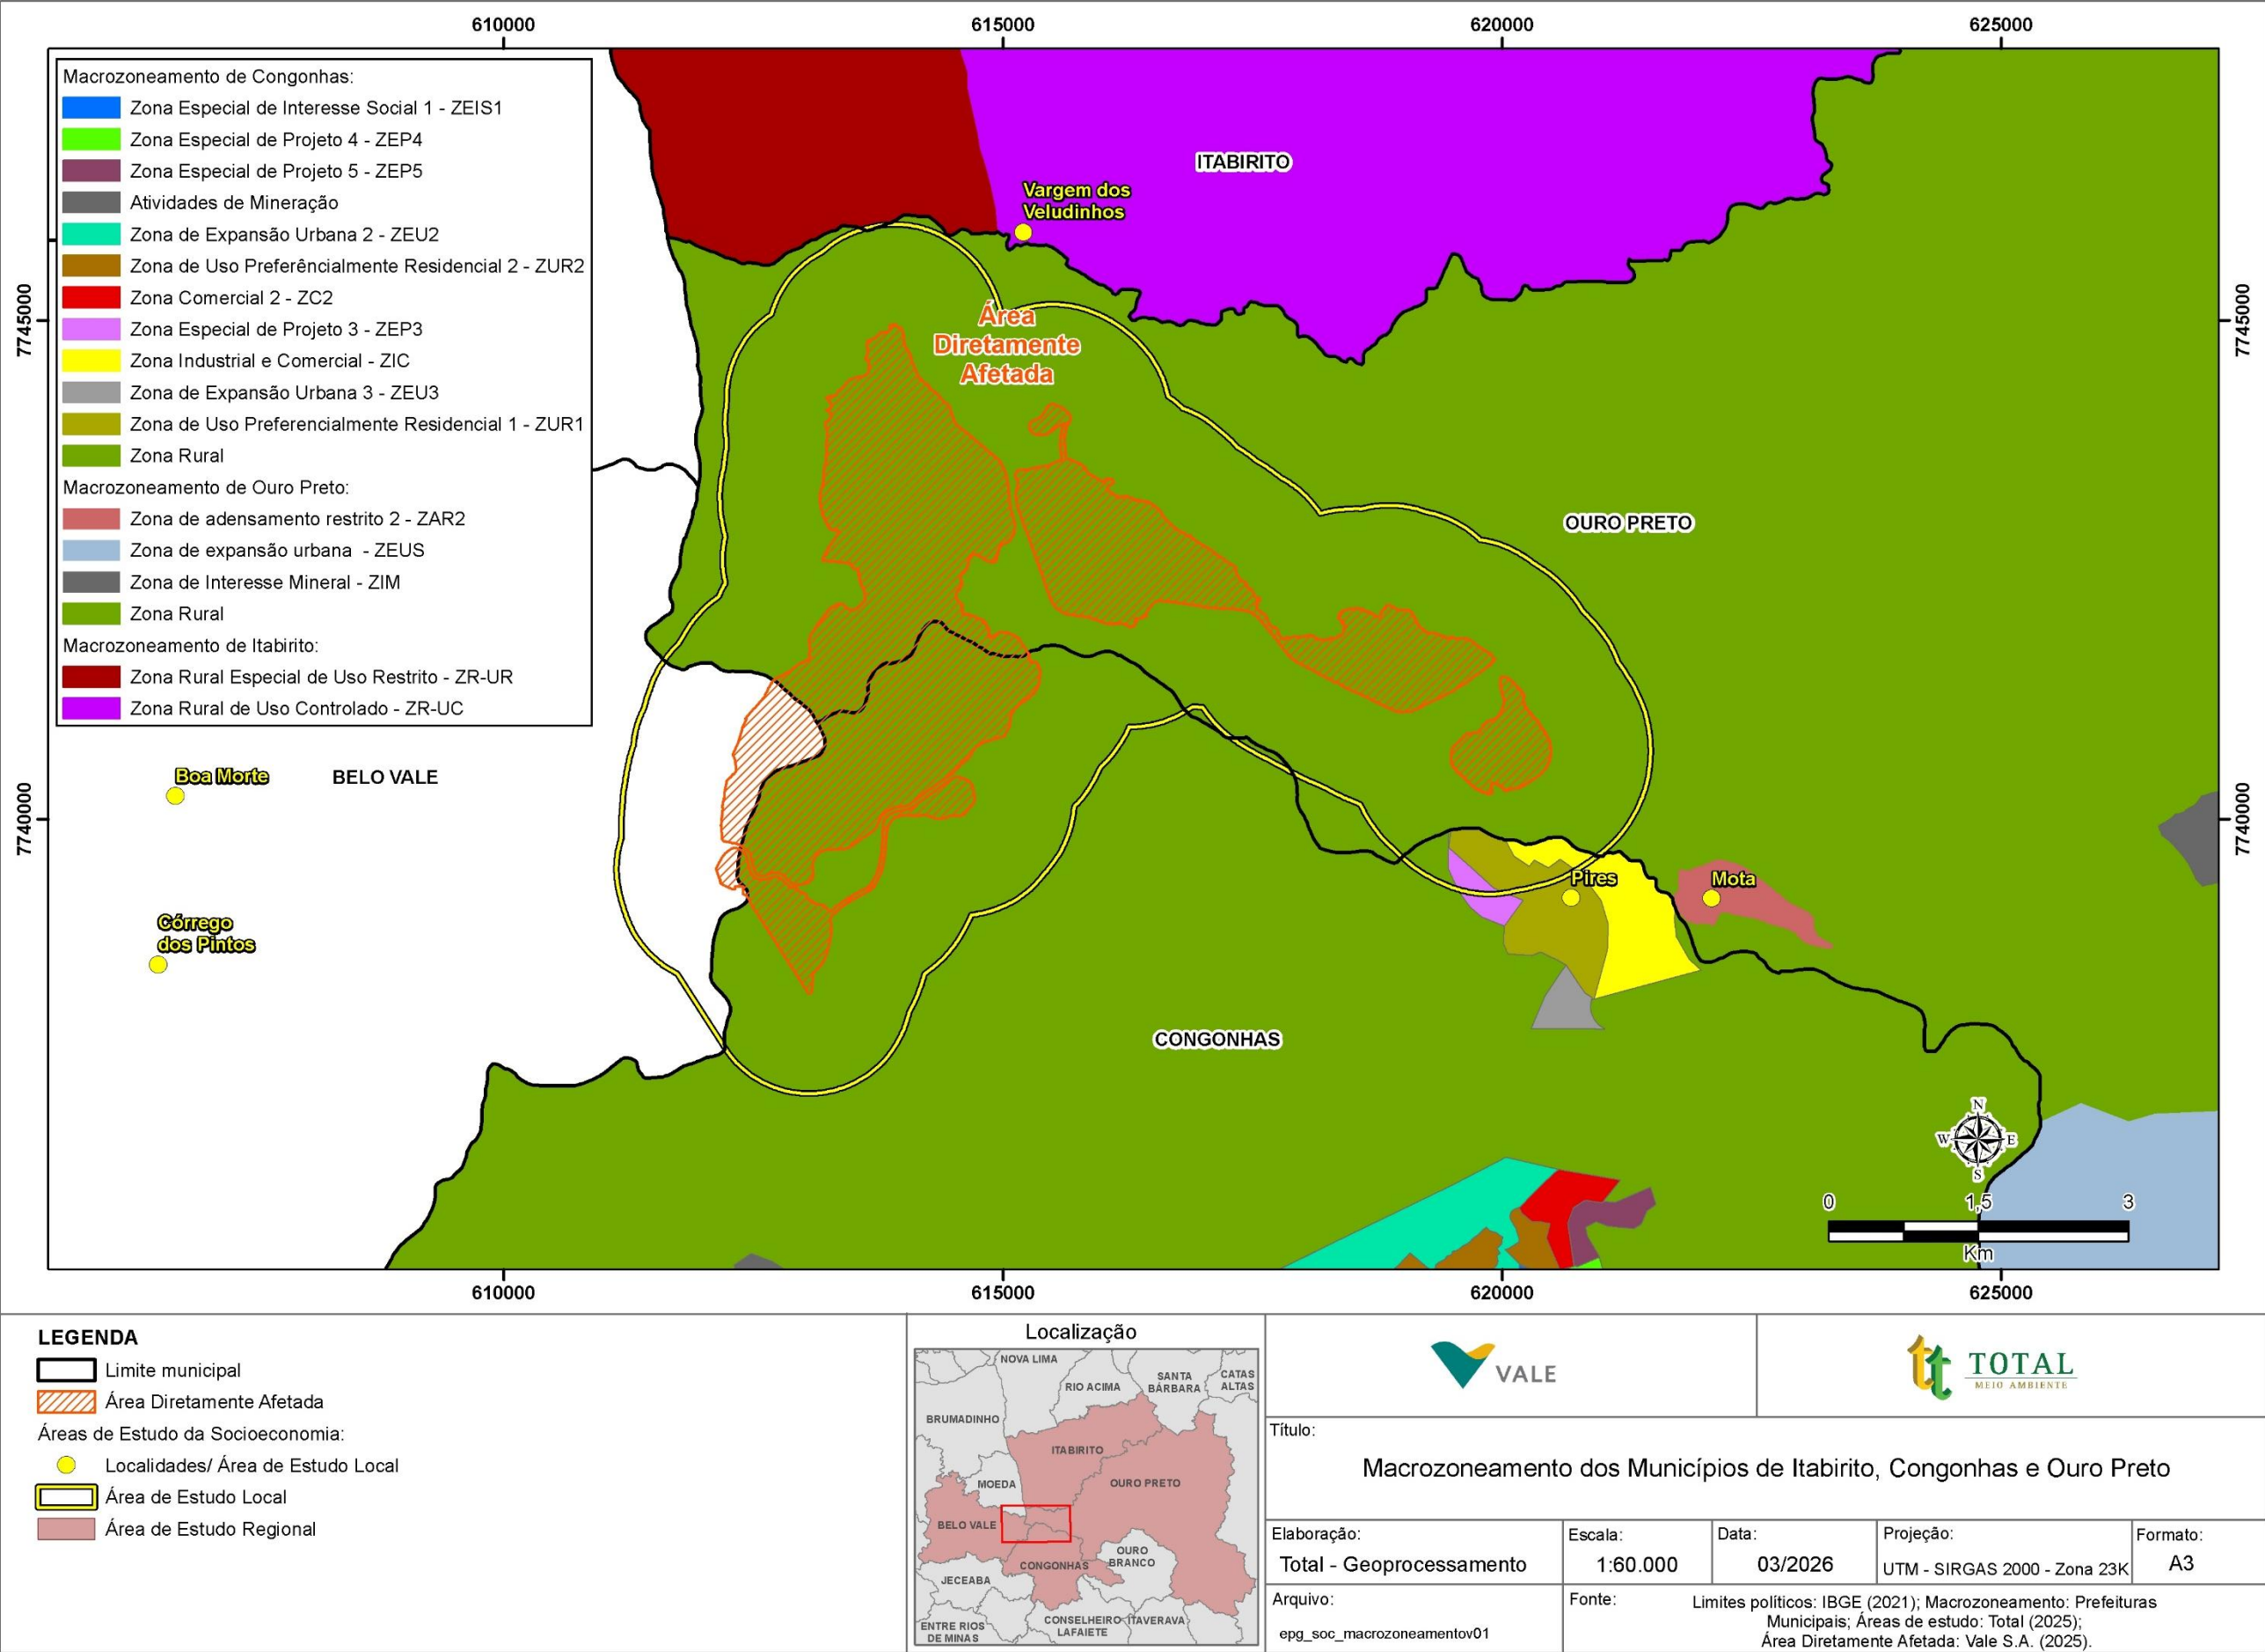 610000
615000
620000
625000
Macrozoneamento de Congonhas:
Zona Especial de Interesse Social 1 - ZEIS1
Zona Especial de Projeto 4 - ZEP4
Zona Especial de Projeto 5 - ZEP5
Atividades de Mineração
Zona de Expansão Urbana 2 - ZEU2
Zona de Uso Preferêncialmente Residencial 2 - ZUR2
Zona Comercial 2 - ZC2
Zona Especial de Projeto 3 - ZEP3
Zona Industrial e Comercial - ZIC
Zona de Expansão Urbana 3 - ZEU3
Zona de Uso Preferencialmente Residencial 1 - ZUR1
Zona Rural
Macrozoneamento de Ouro Preto:
Zona de adensamento restrito 2 - ZAR2
Zona de expansão urbana - ZEUS
Zona de Interesse Mineral - ZIM
Zona Rural
Macrozoneamento de Itabirito:
Zona Rural Especial de Uso Restrito - ZR-UR
Zona Rural de Uso Controlado - ZR-UC
ITABIRITO
Vargem dos
Veludinhos
7745000
7745000
Área
Diretamente
Afetada
OURO PRETO
Boa Morte
BELO VALE
7740000
7740000
Pires
Mota
Córrego
dos Pintos
CONGONHAS
N
W
E
S
0
1,5
3
Km
610000
615000
620000
625000
LEGENDA
Limite municipal
Área Diretamente Afetada
Áreas de Estudo da Socioeconomia:
Localidades/ Área de Estudo Local
Área de Estudo Local
Área de Estudo Regional
Localização
NOVA LIMA
RIO ACIMA
SANTA
BÁRBARA
CATAS
ALTAS
BRUMADINHO
ITABIRITO
MOEDA
OURO PRETO
BELO VALE
CONGONHAS
OURO
BRANCO
JECEABA
ENTRE RIOS
DE MINAS
CONSELHEIRO
LAFAIETE
ITAVERAVA
VALE
TOTAL
MEIO AMBIENTE
Título:
Macrozoneamento dos Municípios de Itabirito, Congonhas e Ouro Preto
Elaboração:
Total - Geoprocessamento
Escala:
1:60.000
Data:
03/2026
Projeção:
UTM - SIRGAS 2000 - Zona 23K
Formato:
A3
Arquivo:
epg_soc_macrozoneamentov01
Fonte:
Limites políticos: IBGE (2021); Macrozoneamento: Prefeituras
Municipais; Áreas de estudo: Total (2025);
Área Diretamente Afetada: Vale S.A. (2025).